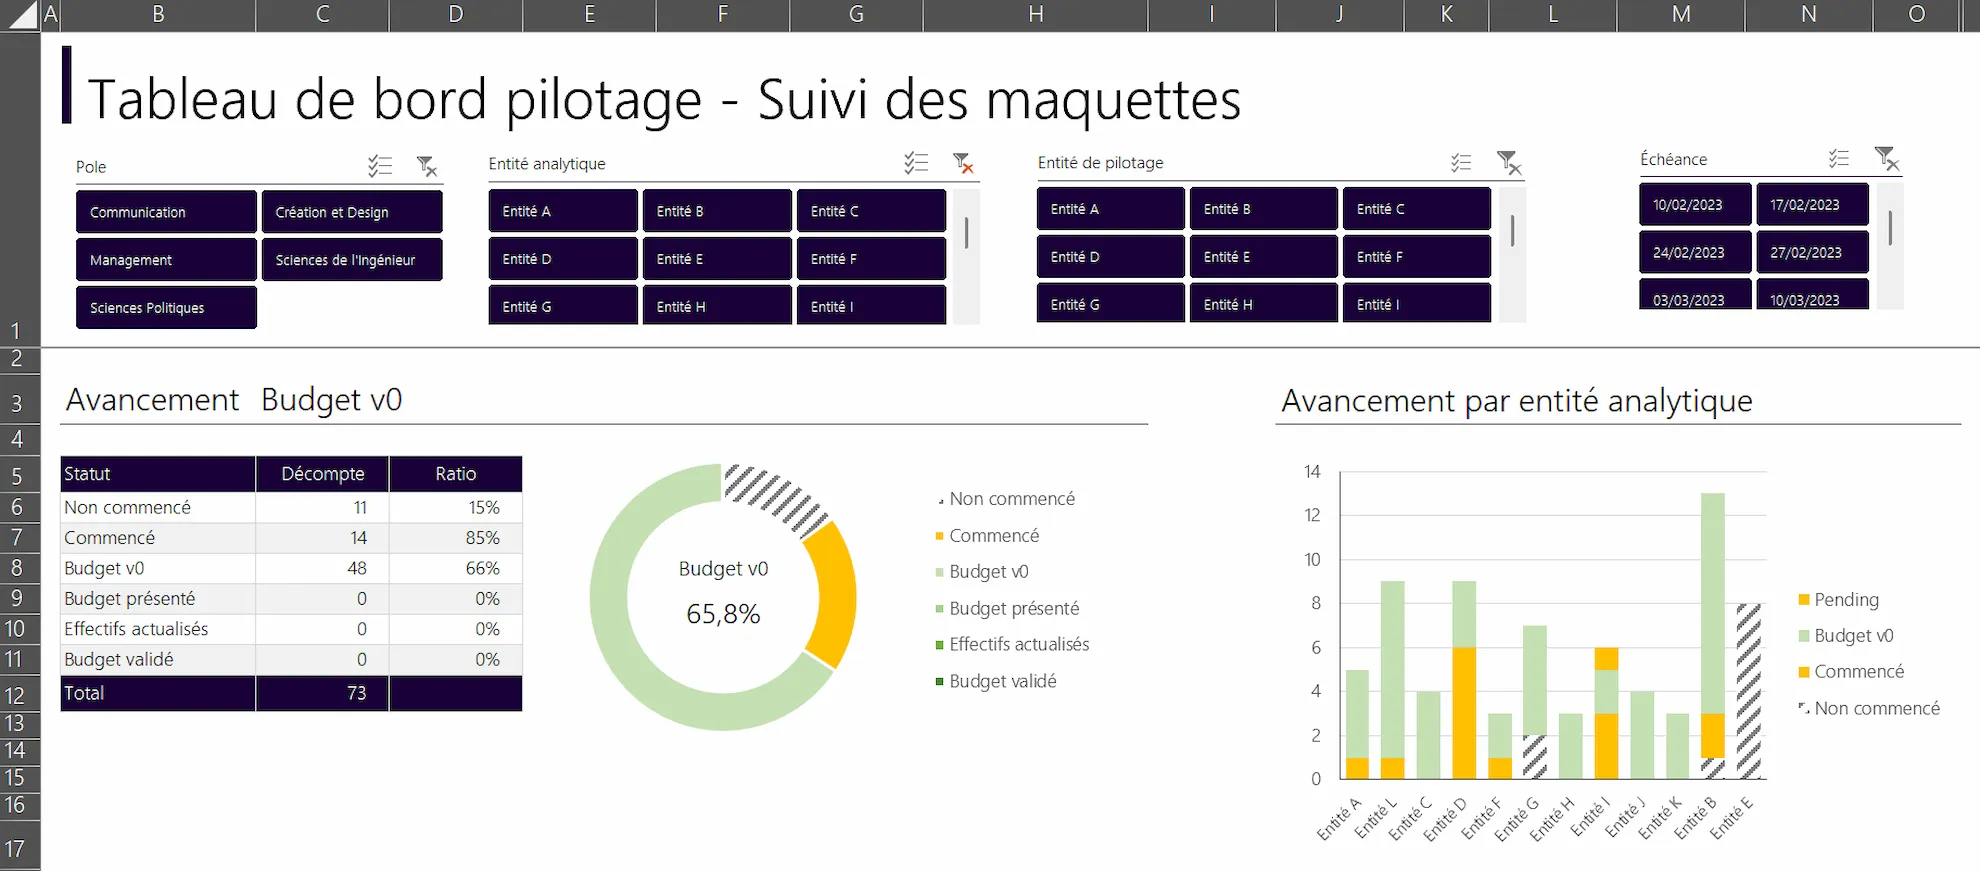 A B C D E F G H I J K L M N O
Tableau de bord pilotage - Suivi des maquettes
Pole
Communication Création et Design
Management Sciences de l'Ingénieur
Sciences Politiques
Entité analytique
Entité A Entité B Entité C
Entité D Entité E Entité F
Entité G Entité H Entité I
Entité de pilotage
Entité A Entité B Entité C
Entité D Entité E Entité F
Entité G Entité H Entité I
Échéance
10/02/2023 17/02/2023
24/02/2023 27/02/2023
03/03/2023 10/03/2023
1
2
3
4
5
6
7
8
9
10
11
12
13
14
15
16
17
Avancement Budget v0
Statut Décompte Ratio
Non commencé 11 15%
Commencé 14 85%
Budget v0 48 66%
Budget présenté 0 0%
Effectifs actualisés 0 0%
Budget validé 0 0%
Total 73
Budget v0
65,8%
Non commencé
Commencé
Budget v0
Budget présenté
Effectifs actualisés
Budget validé
Avancement par entité analytique
14
12
10
8
6
4
2
0
Entité A Entité L Entité C Entité D Entité F Entité G Entité H Entité I Entité J Entité K Entité B Entité E
Pending
Budget v0
Commencé
Non commencé